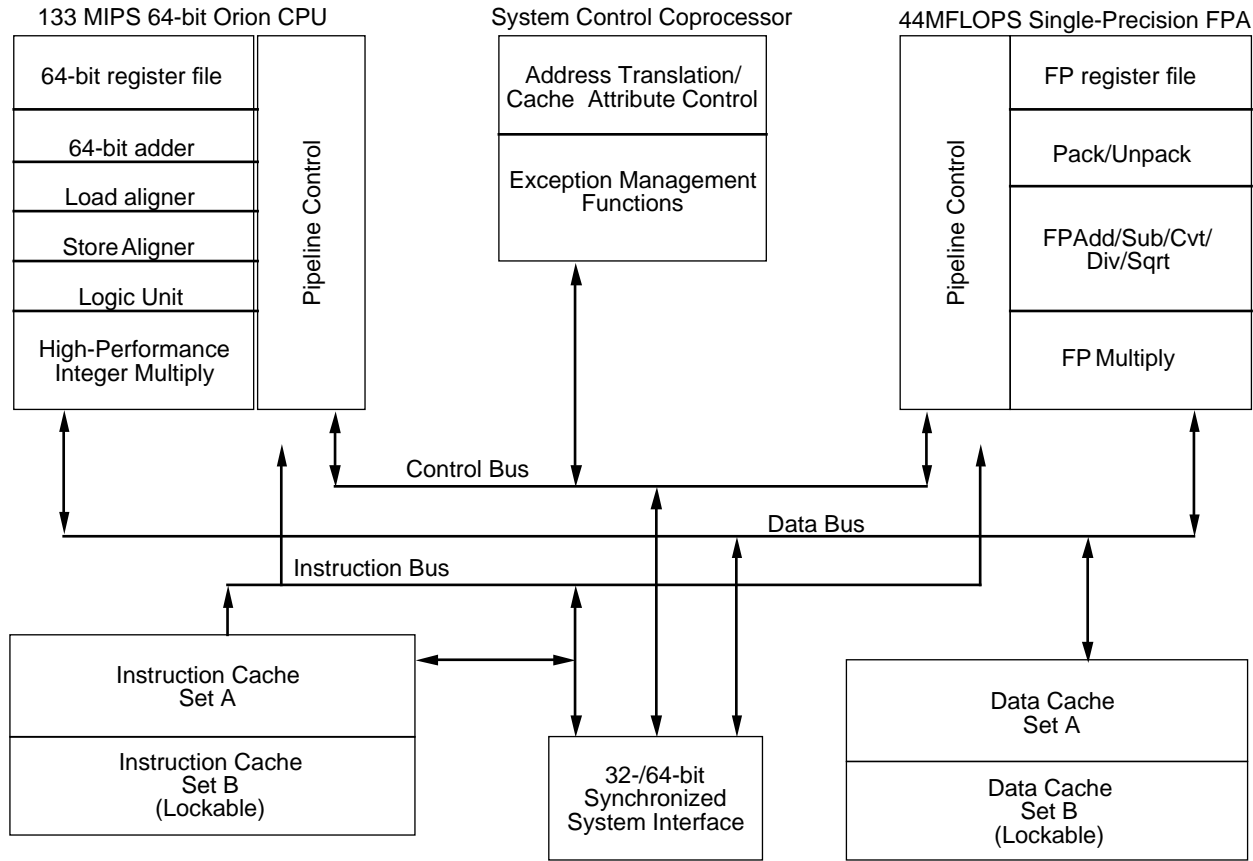 133 MIPS 64-bit Orion CPU
System Control Coprocessor
44MFLOPS Single-Precision FPA
64-bit register file
64-bit adder
Load aligner
Store Aligner
Logic Unit
High-Performance
Integer Multiply
Pipeline Control
Address Translation/
Cache Attribute Control
Exception Management
Functions
Pipeline Control
FP register file
Pack/Unpack
FPAdd/Sub/Cvt/
Div/Sqrt
FP Multiply
Control Bus
Data Bus
Instruction Bus
Instruction Cache
Set A
Instruction Cache
Set B
(Lockable)
32-/64-bit
Synchronized
System Interface
Data Cache
Set A
Data Cache
Set B
(Lockable)